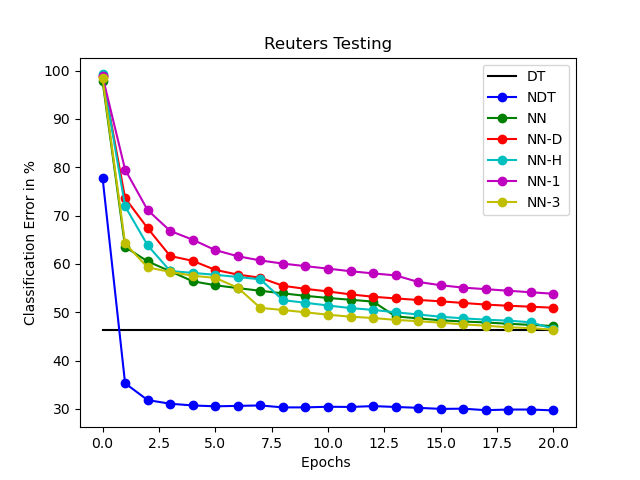 Reuters Testing
Classification Error in %
100
90
80
70
60
50
40
30
0.0 2.5 5.0 7.5 10.0 12.5 15.0 17.5 20.0
Epochs
DT
NDT
NN
NN-D
NN-H
NN-1
NN-3